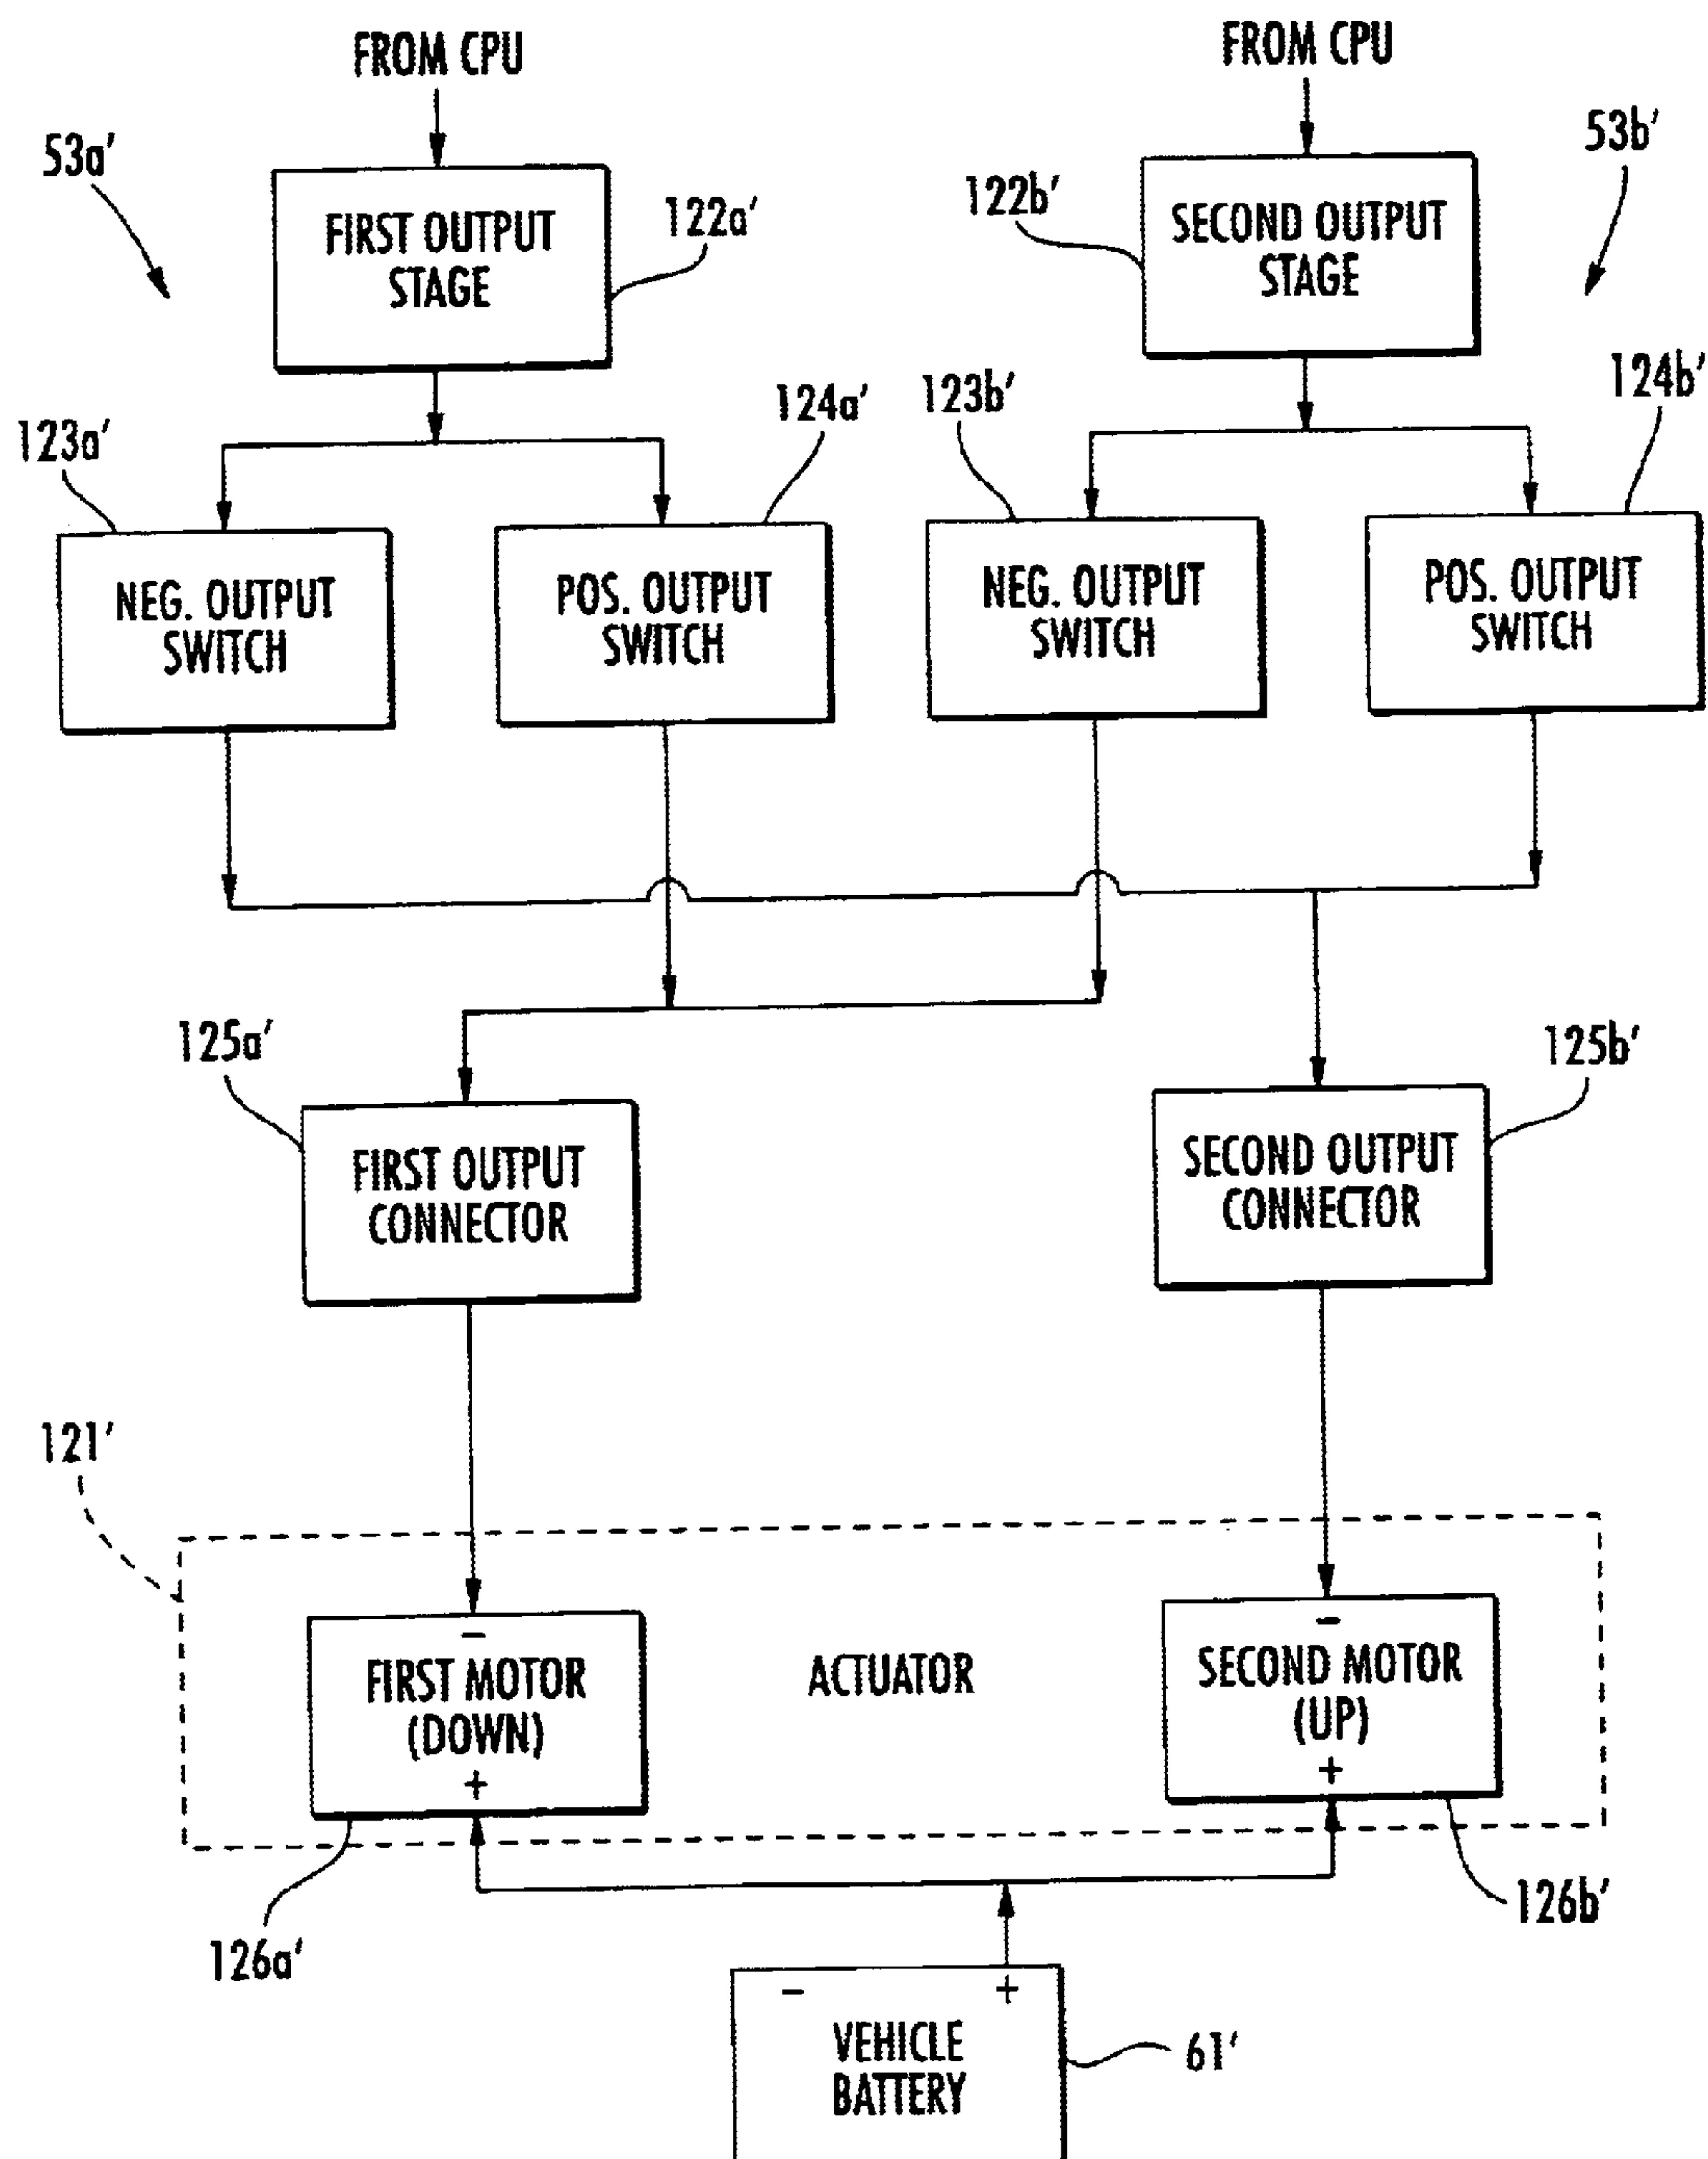 FROM CPU
FROM CPU
53a'
53b'
FIRST OUTPUT
STAGE
122a'
122b'
SECOND OUTPUT
STAGE
123a'
124a'
123b'
124b'
NEG. OUTPUT
SWITCH
POS. OUTPUT
SWITCH
NEG. OUTPUT
SWITCH
POS. OUTPUT
SWITCH
125a'
125b'
FIRST OUTPUT
CONNECTOR
SECOND OUTPUT
CONNECTOR
121'
−
FIRST MOTOR
(DOWN)
+
ACTUATOR
−
SECOND MOTOR
(UP)
+
126a'
126b'
− +
VEHICLE
BATTERY
61'